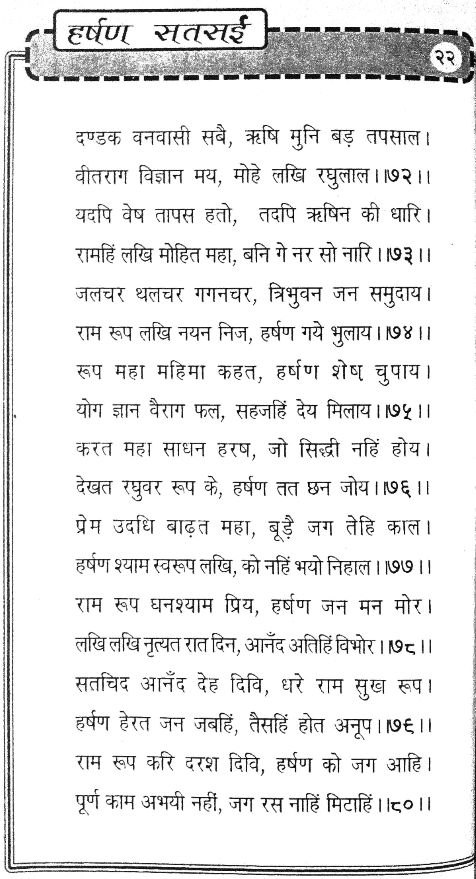 हर्षण सतसई
२२
दण्डक वनवासी सबै, ऋषि मुनि बड़ तपसाल।
वीतराग विज्ञान मय, मोहे लखि रघुलाल।।७२।।
यदपि वेष तापस हतो, तदपि ऋषिन की धारि।
रामहिं लखि मोहित महा, बनि गे नर सो नारि।।७३।।
जलचर थलचर गगनचर, त्रिभुवन जन समुदाय।
राम रूप लखि नयन निज, हर्षण गये भुलाय।।७४।।
रूप महा महिमा कहत, हर्षण शेष चुपाय।
योग ज्ञान वैराग फल, सहजहिं देय मिलाय।।७५।।
करत महा साधन हरष, जो सिद्धी नहिं होय।
देखत रघुवर रूप के, हर्षण तत छन जोय।।७६।।
प्रेम उदधि बाढ़त महा, बूड़ै जग तेहि काल।
हर्षण श्याम स्वरूप लखि, को नहिं भयो निहाल।।७७।।
राम रूप घनश्याम प्रिय, हर्षण जन मन मोर।
लखि लखि नृत्यत रात दिन, आनँद अतिहिं विभोर।।७८।।
सतचिद आनँद देह दिवि, धरे राम सुख रूप।
हर्षण हेरत जन जबहिं, तैसहिं होत अनूप।।७९।।
राम रूप करि दरश दिवि, हर्षण को जग आहि।
पूर्ण काम अभयी नहीं, जग रस नाहिं मिटाहिं।।८०।।